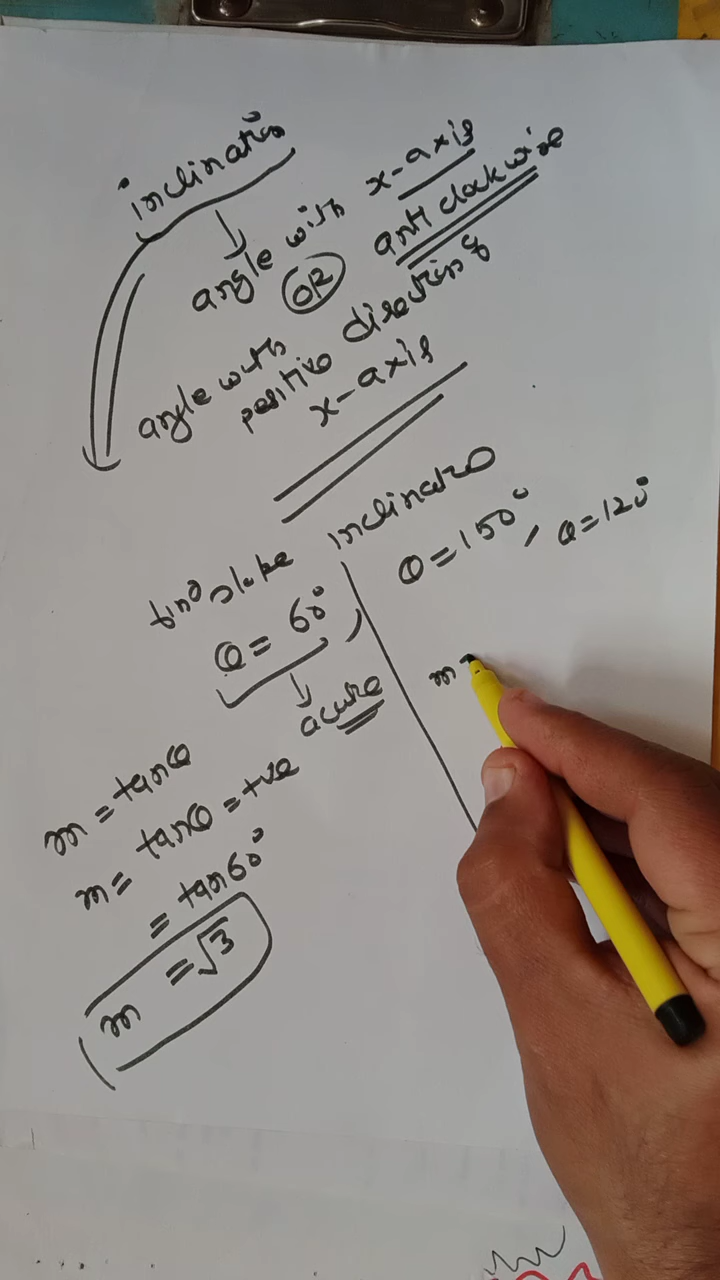 inclination
angle with x-axis
OR anticlockwise
angle with
positive direction of
x-axis
find slope inclination
θ = 60°
acute
m = tanθ
m = tanθ = +ve
= tan60°
m = √3
θ = 150°, θ = 120°
m =